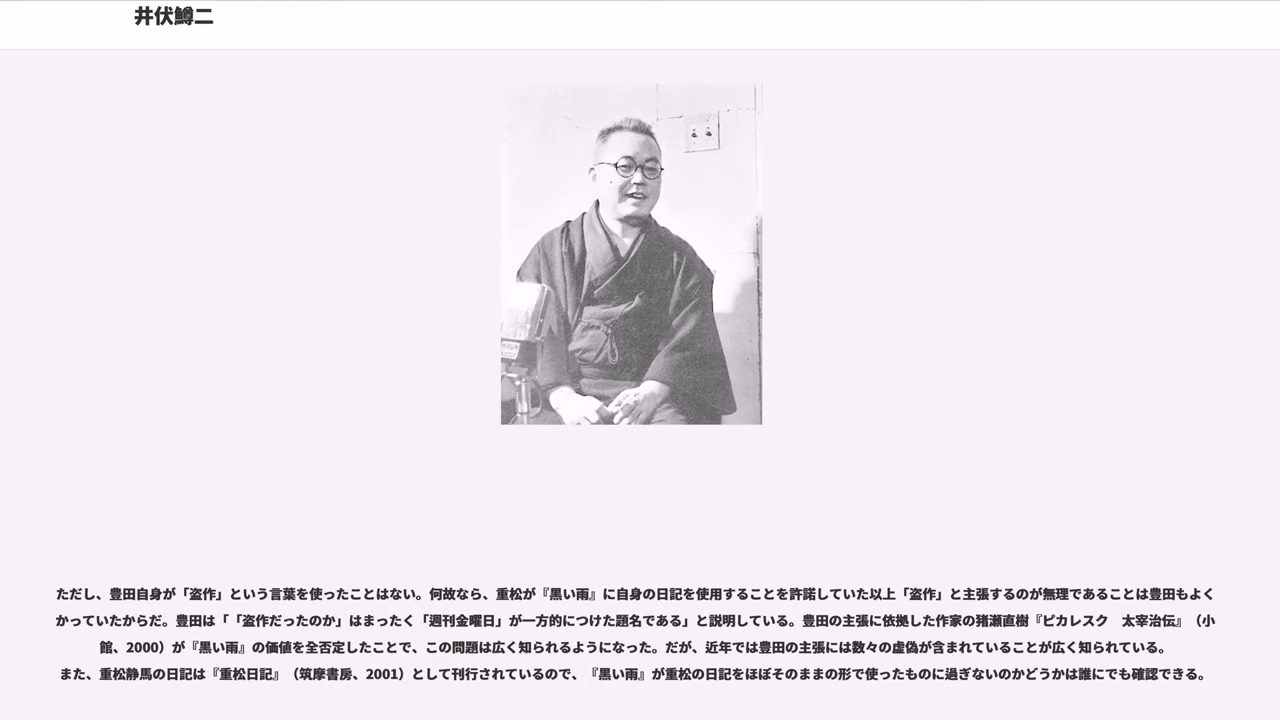 井伏鱒二
ただし、豊田自身が「盗作」という言葉を使ったことはない。何故なら、重松が『黒い雨』に自身の日記を使用することを許諾していた以上「盗作」と主張するのが無理であることは豊田もよく
かっていたからだ。豊田は「「盗作だったのか」はまったく「週刊金曜日」が一方的につけた題名である」と説明している。豊田の主張に依拠した作家の猪瀬直樹『ピカレスク　太宰治伝』（小
館、2000）が『黒い雨』の価値を全否定したことで、この問題は広く知られるようになった。だが、近年では豊田の主張には数々の虚偽が含まれていることが広く知られている。
また、重松静馬の日記は『重松日記』（筑摩書房、2001）として刊行されているので、『黒い雨』が重松の日記をほぼそのままの形で使ったものに過ぎないのかどうかは誰にでも確認できる。